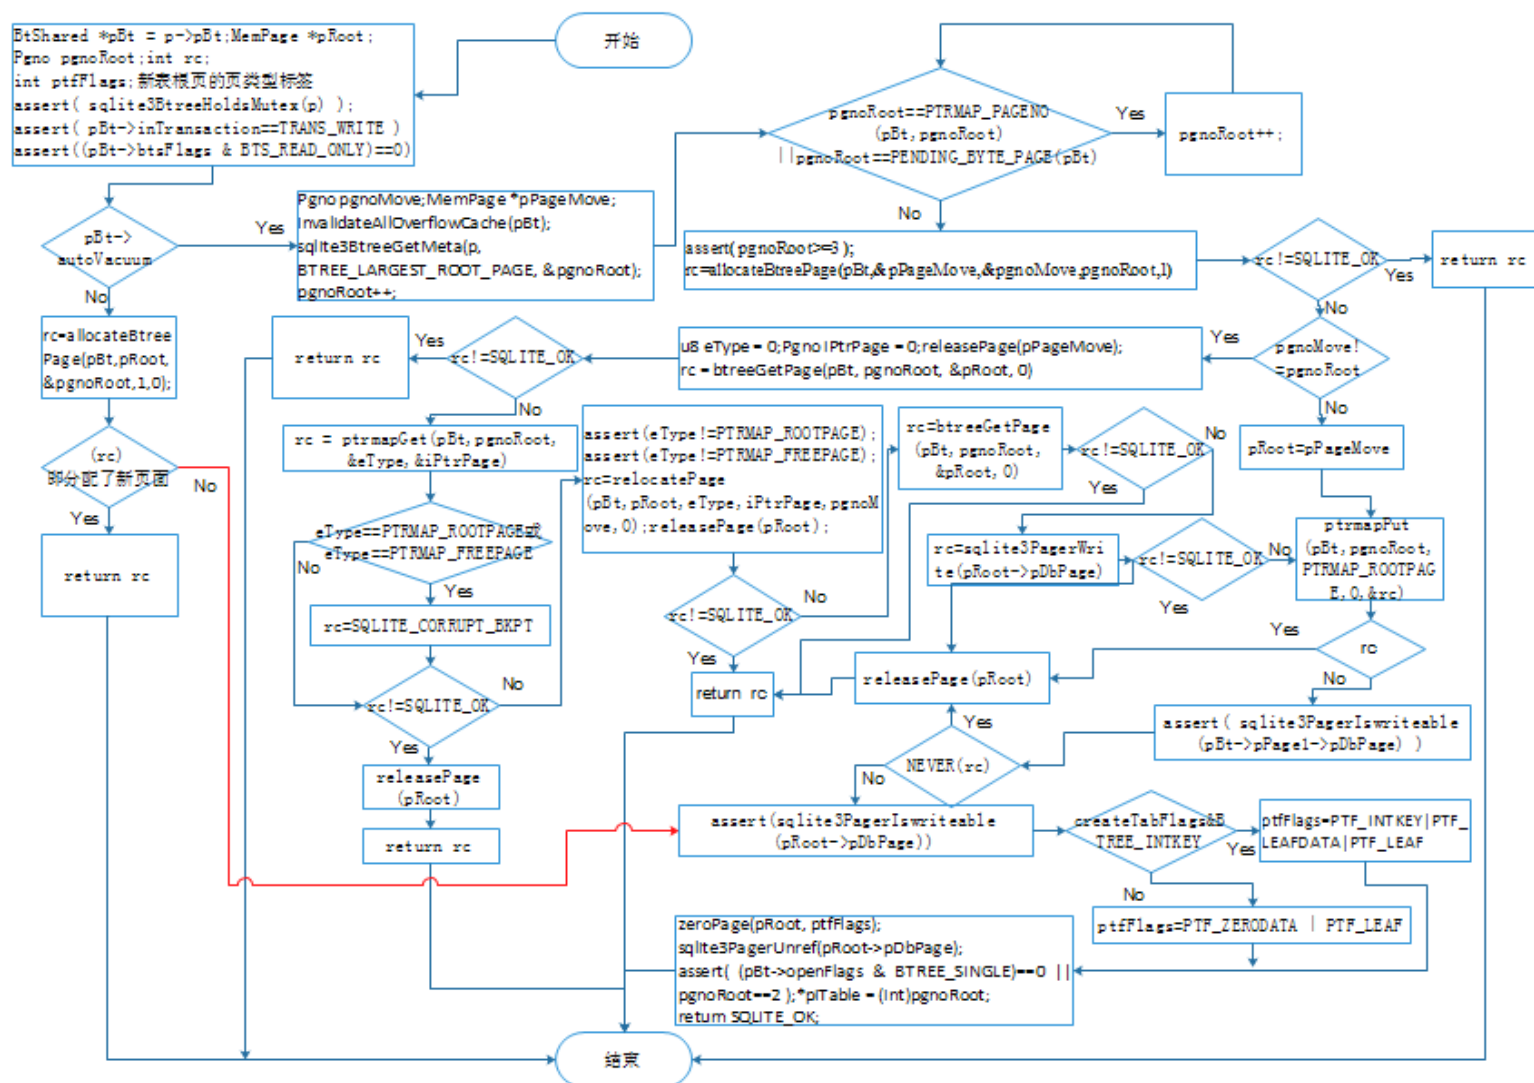 开始
BtShared *pBt = p->pBt;MemPage *pRoot;
Pgno pgnoRoot;int rc;
int ptfFlags;新表根页的页类型标签
assert( sqlite3BtreeHoldsMutex(p) );
assert( pBt->inTransaction==TRANS_WRITE )
assert((pBt->btsFlags & BTS_READ_ONLY)==0)
pBt->
autoVacuum
Yes
No
Pgno pgnoMove;MemPage *pPageMove;
invalidateAllOverflowCache(pBt);
sqlite3BtreeGetMeta(p,
BTREE_LARGEST_ROOT_PAGE, &pgnoRoot);
pgnoRoot++;
pgnoRoot==PTRMAP_PAGENO
(pBt, pgnoRoot)
||pgnoRoot==PENDING_BYTE_PAGE(pBt)
Yes
pgnoRoot++;
No
assert( pgnoRoot>=3 );
rc=allocateBtreePage(pBt,&pPageMove,&pgnoMove,pgnoRoot,1)
rc!=SQLITE_OK
Yes
return rc
No
pgnoMove!
=pgnoRoot
Yes
No
u8 eType = 0;Pgno iPtrPage = 0;releasePage(pPageMove);
rc = btreeGetPage(pBt, pgnoRoot, &pRoot, 0)
rc!=SQLITE_OK
Yes
return rc
No
rc=allocateBtree
Page(pBt,pRoot,
&pgnoRoot,1,0);
(rc)
即分配了新页面
No
Yes
return rc
rc = ptrmapGet(pBt, pgnoRoot,
&eType, &iPtrPage)
eType==PTRMAP_ROOTPAGE或
eType==PTRMAP_FREEPAGE
No
Yes
rc=SQLITE_CORRUPT_BKPT
rc!=SQLITE_OK
No
Yes
releasePage
(pRoot)
return rc
assert(eType!=PTRMAP_ROOTPAGE);
assert(eType!=PTRMAP_FREEPAGE);
rc=relocatePage
(pBt, pRoot, eType, iPtrPage, pgnoM
ove, 0);releasePage(pRoot);
rc!=SQLITE_OK
No
Yes
return rc
rc=btreeGetPage
(pBt, pgnoRoot,
&pRoot, 0)
rc!=SQLITE_OK
No
Yes
rc=sqlite3PagerWri
te(pRoot->pDbPage)
rc!=SQLITE_OK
No
Yes
pRoot=pPageMove
ptrmapPut
(pBt, pgnoRoot,
PTRMAP_ROOTPAG
E,0,&rc)
rc
Yes
No
releasePage(pRoot)
assert( sqlite3PagerIswriteable
(pBt->pPage1->pDbPage) )
NEVER(rc)
Yes
No
assert(sqlite3PagerIswriteable
(pRoot->pDbPage))
createTabFlags&B
TREE_INTKEY
Yes
ptfFlags=PTF_INTKEY|PTF_
LEAFDATA|PTF_LEAF
No
ptfFlags=PTF_ZERODATA | PTF_LEAF
zeroPage(pRoot, ptfFlags);
sqlite3PagerUnref(pRoot->pDbPage);
assert( (pBt->openFlags & BTREE_SINGLE)==0 ||
pgnoRoot==2 );*piTable = (int)pgnoRoot;
return SQLITE_OK;
结束